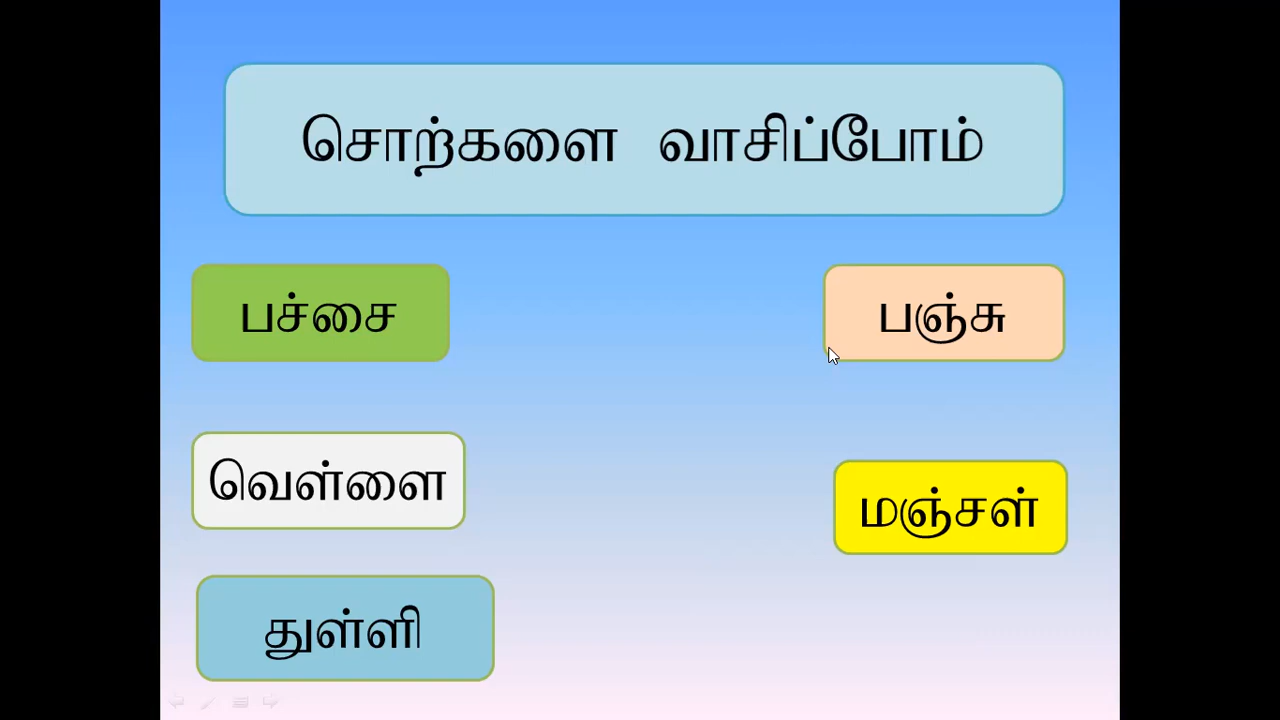 சொற்களை வாசிப்போம்
பச்சை
பஞ்சு
வெள்ளை
மஞ்சள்
துள்ளி